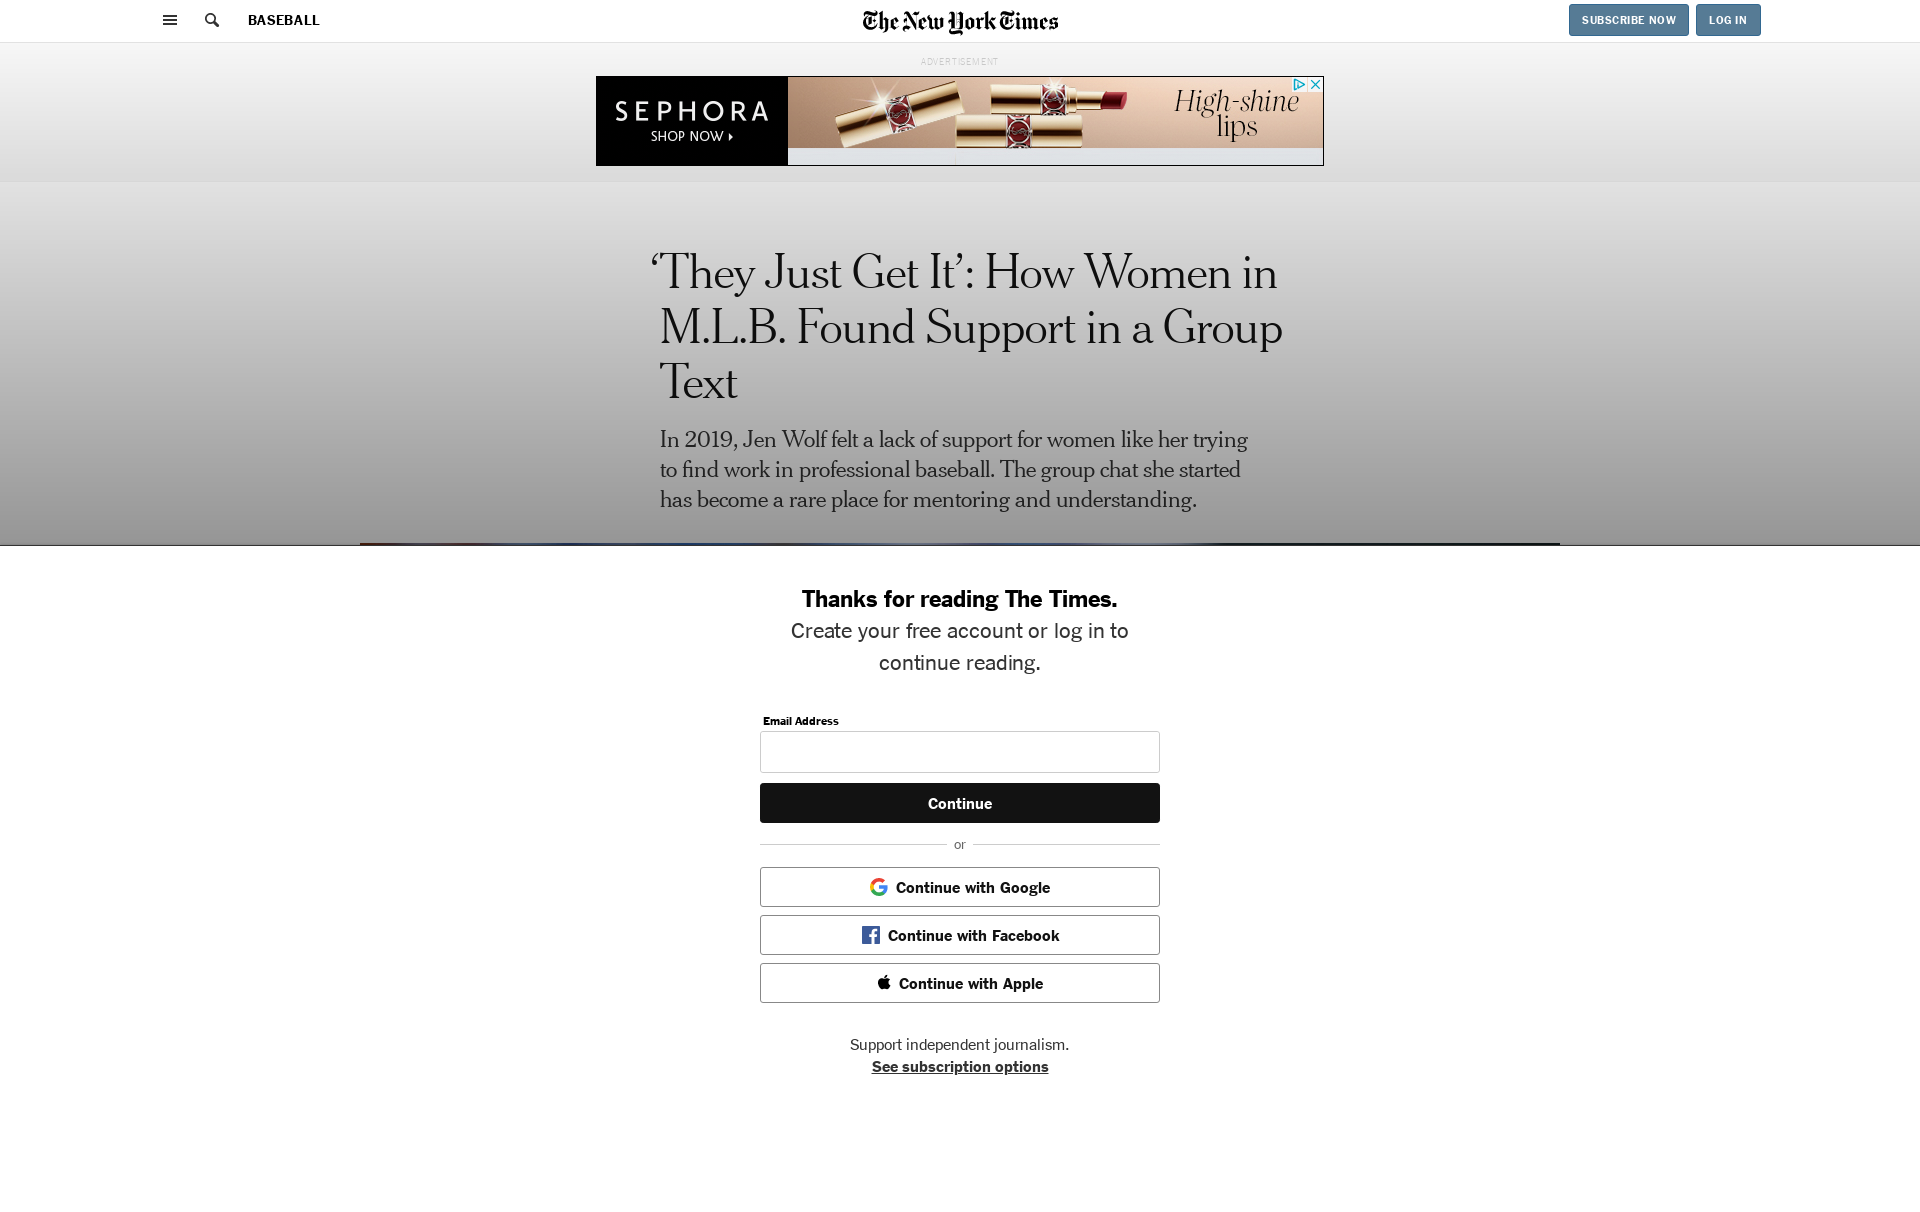 BASEBALL
The New York Times
SUBSCRIBE NOW
LOG IN
ADVERTISEMENT
SEPHORA
SHOP NOW
High-shine
lips
‘They Just Get It’: How Women in
M.L.B. Found Support in a Group
Text
In 2019, Jen Wolf felt a lack of support for women like her trying
to find work in professional baseball. The group chat she started
has become a rare place for mentoring and understanding.
Thanks for reading The Times.
Create your free account or log in to
continue reading.
Email Address
Continue
or
Continue with Google
Continue with Facebook
Continue with Apple
Support independent journalism.
See subscription options